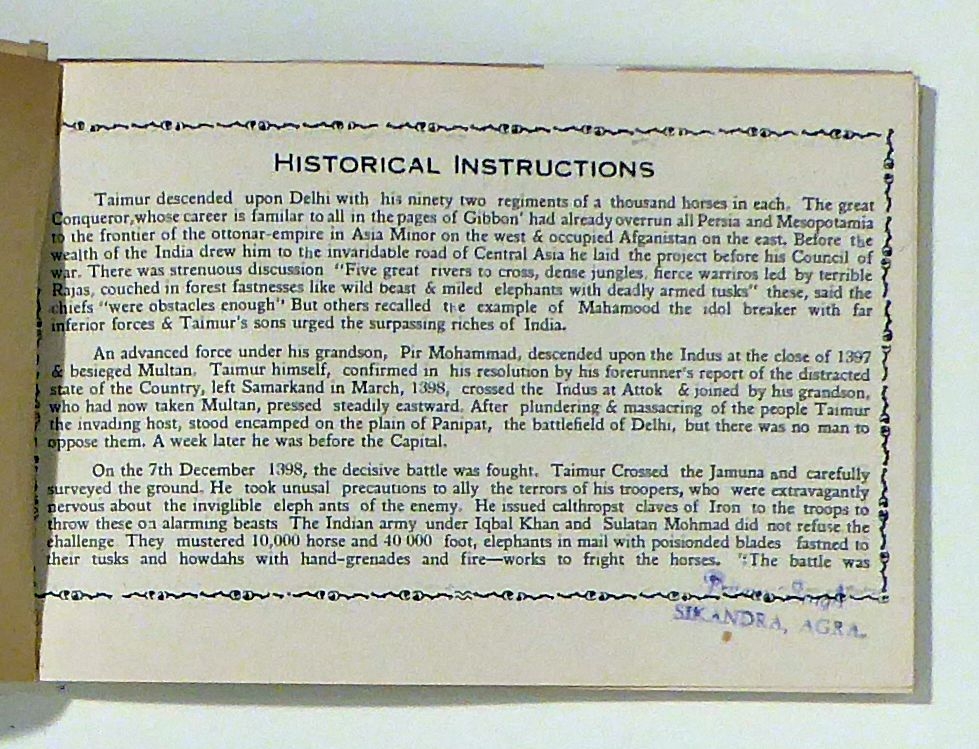 HISTORICAL INSTRUCTIONS
Taimur descended upon Delhi with his ninety two regiments of a thousand horses in each. The great
Conqueror,whose career is familar to all in the pages of Gibbon' had already overrun all Persia and Mesopotamia
to the frontier of the ottonar-empire in Asia Minor on the west & occupied Afganistan on the east. Before the
wealth of the India drew him to the invaridable road of Central Asia he laid the project before his Council of
war. There was strenuous discussion "Five great rivers to cross, dense jungles, fierce warriros led by terrible
Rajas, couched in forest fastnesses like wild beast & miled elephants with deadly armed tusks" these, said the
chiefs "were obstacles enough" But others recalled the example of Mahamood the idol breaker with far
inferior forces & Taimur's sons urged the surpassing riches of India.
An advanced force under his grandson, Pir Mohammad, descended upon the Indus at the close of 1397
& besieged Multan. Taimur himself, confirmed in his resolution by his forerunner's report of the distracted
state of the Country, left Samarkand in March, 1398, crossed the Indus at Attok & joined by his grandson,
who had now taken Multan, pressed steadily eastward. After plundering & massacring of the people Taimur
the invading host, stood encamped on the plain of Panipat, the battlefield of Delhi, but there was no man to
oppose them. A week later he was before the Capital.
On the 7th December 1398, the decisive battle was fought. Taimur Crossed the Jamuna and carefully
surveyed the ground. He took unusal precautions to ally the terrors of his troopers, who were extravagantly
nervous about the inviglible eleph ants of the enemy. He issued calthropst claves of Iron to the troops to
throw these on alarming beasts The Indian army under Iqbal Khan and Sulatan Mohmad did not refuse the
challenge They mustered 10,000 horse and 40 000 foot, elephants in mail with poisionded blades fastned to
their tusks and howdahs with hand-grenades and fire—works to fright the horses. "The battle was
SIKANDRA, AGRA.